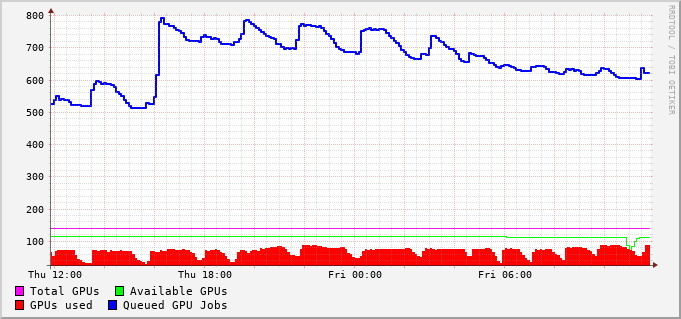 800
700
600
500
400
300
200
100
Thu 12:00 Thu 18:00 Fri 00:00 Fri 06:00
Total GPUs Available GPUs
GPUs used Queued GPU Jobs
RRDTOOL / TOBI OETIKER